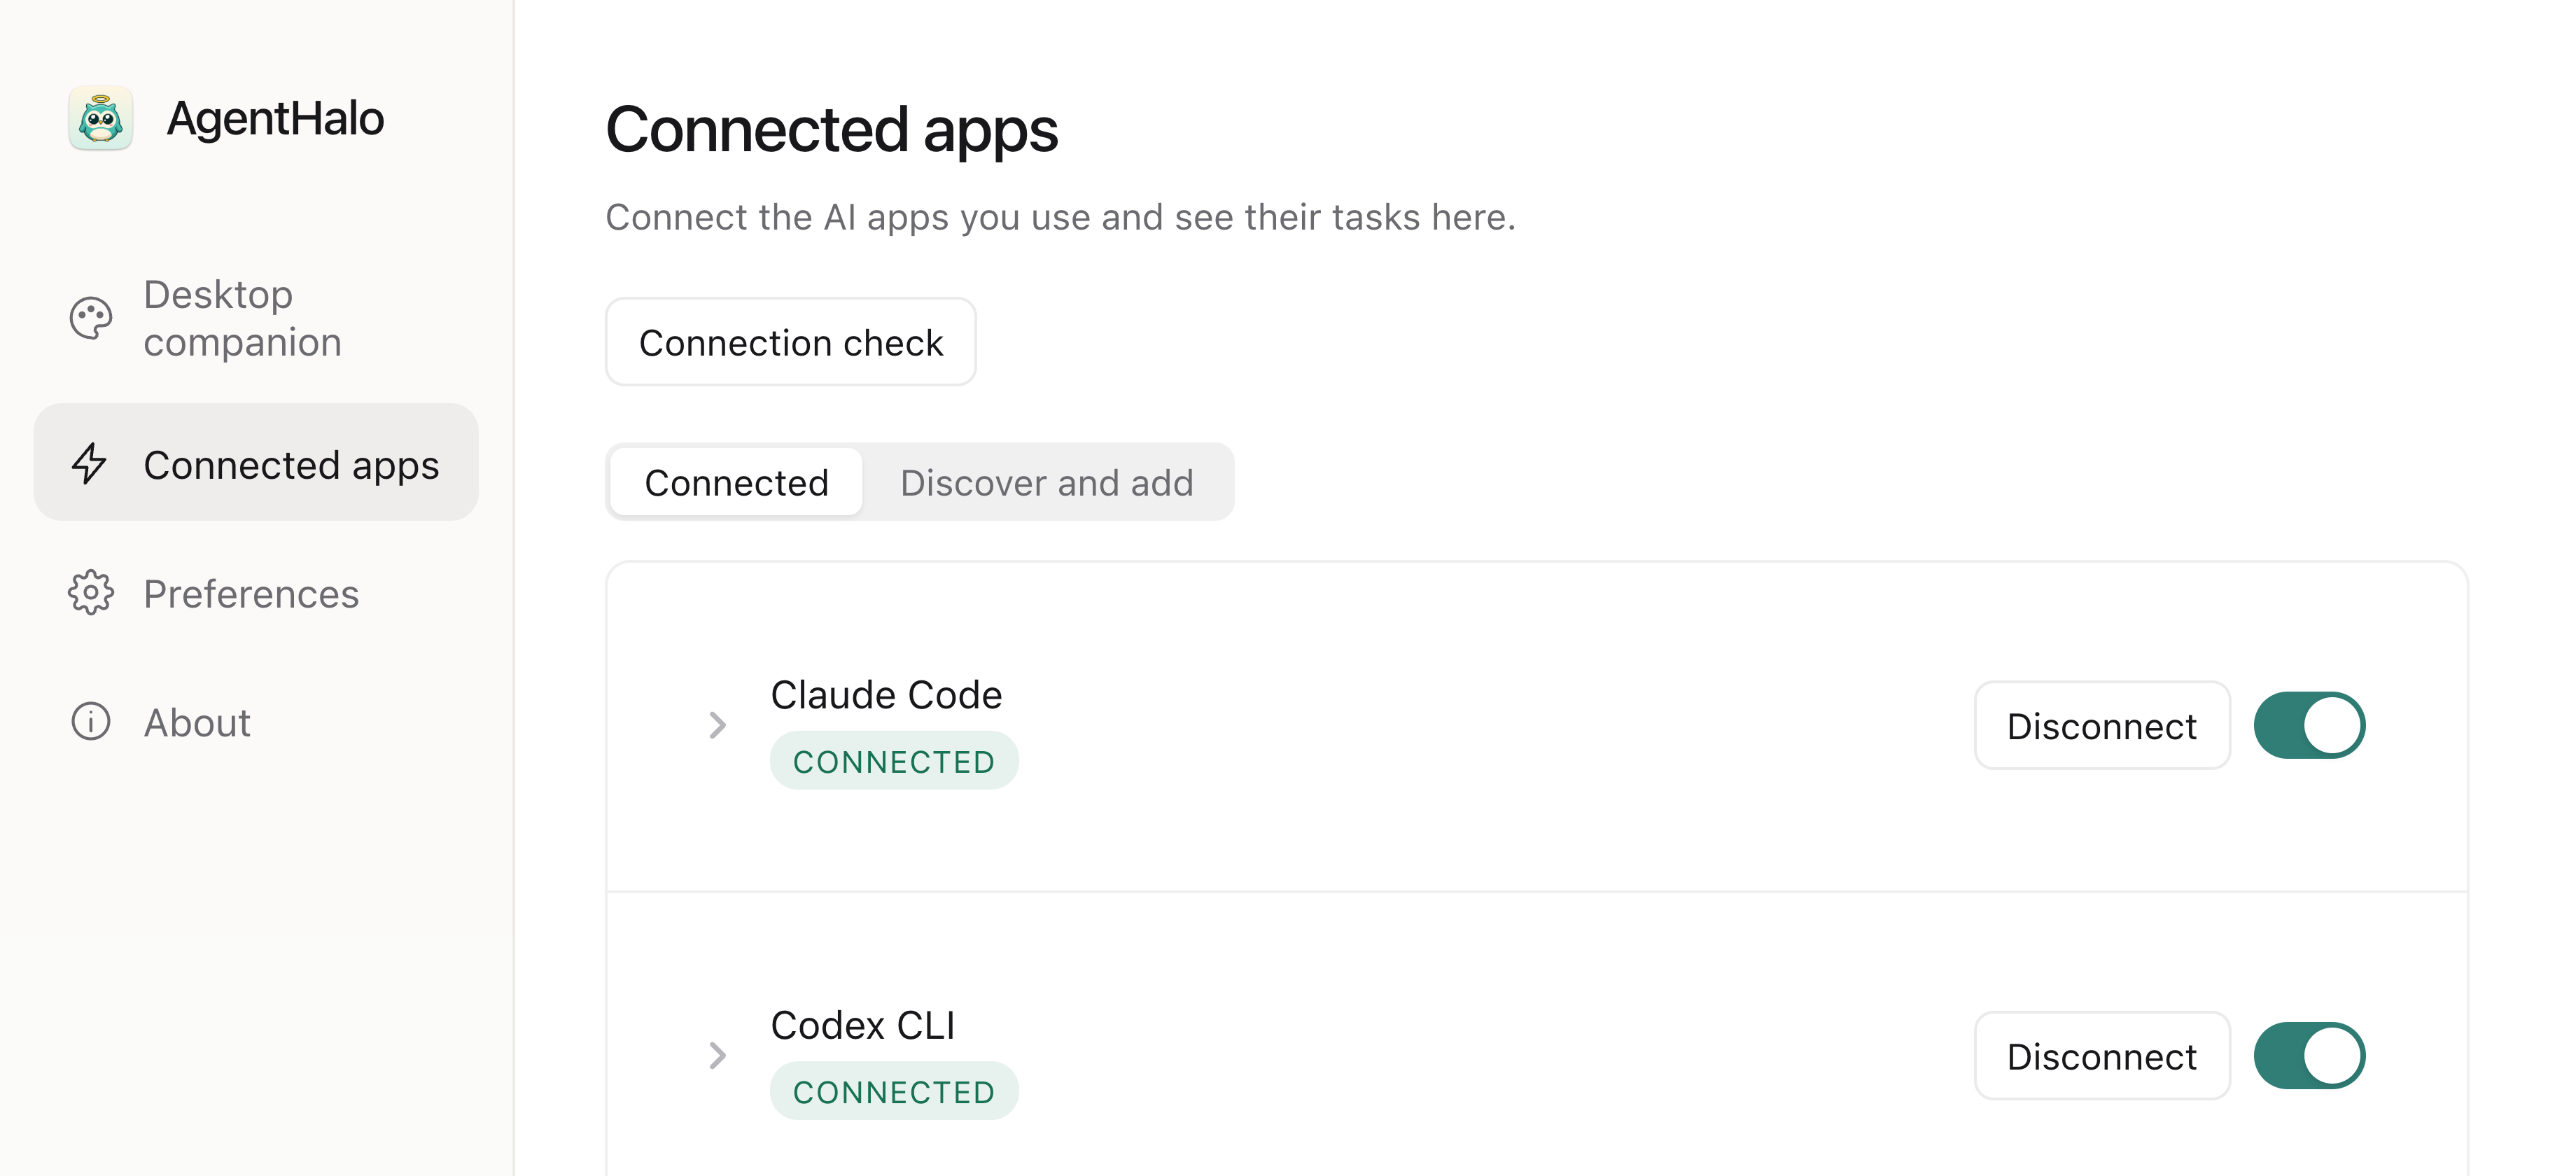 AgentHalo
Desktop
companion
Connected apps
Preferences
About
Connected apps
Connect the AI apps you use and see their tasks here.
Connection check
Connected
Discover and add
Claude Code
CONNECTED
Disconnect
Codex CLI
CONNECTED
Disconnect